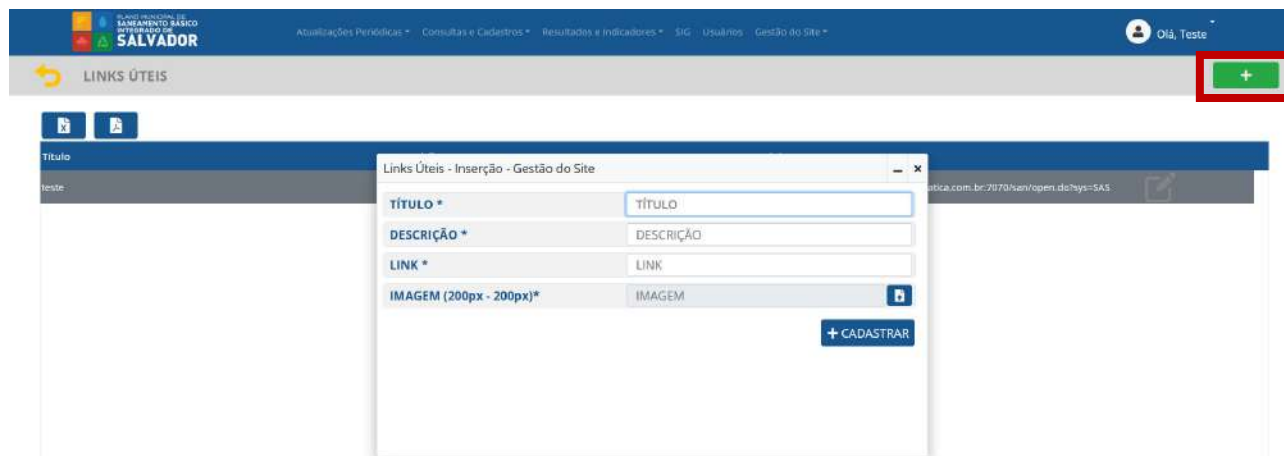 PLANO MUNICIPAL DE
SANEAMENTO BÁSICO
INTEGRADO DE
SALVADOR
Atualizações Periódicas Consultas e Cadastros Resultados e Indicadores SIG Usuários Gestão do Site
Olá, Teste
LINKS ÚTEIS
+
Título
teste
atica.com.br:7070/san/open.do?sys=SAS
Links Úteis - Inserção - Gestão do Site
TÍTULO * TÍTULO
DESCRIÇÃO * DESCRIÇÃO
LINK * LINK
IMAGEM (200px - 200px)* IMAGEM
+ CADASTRAR